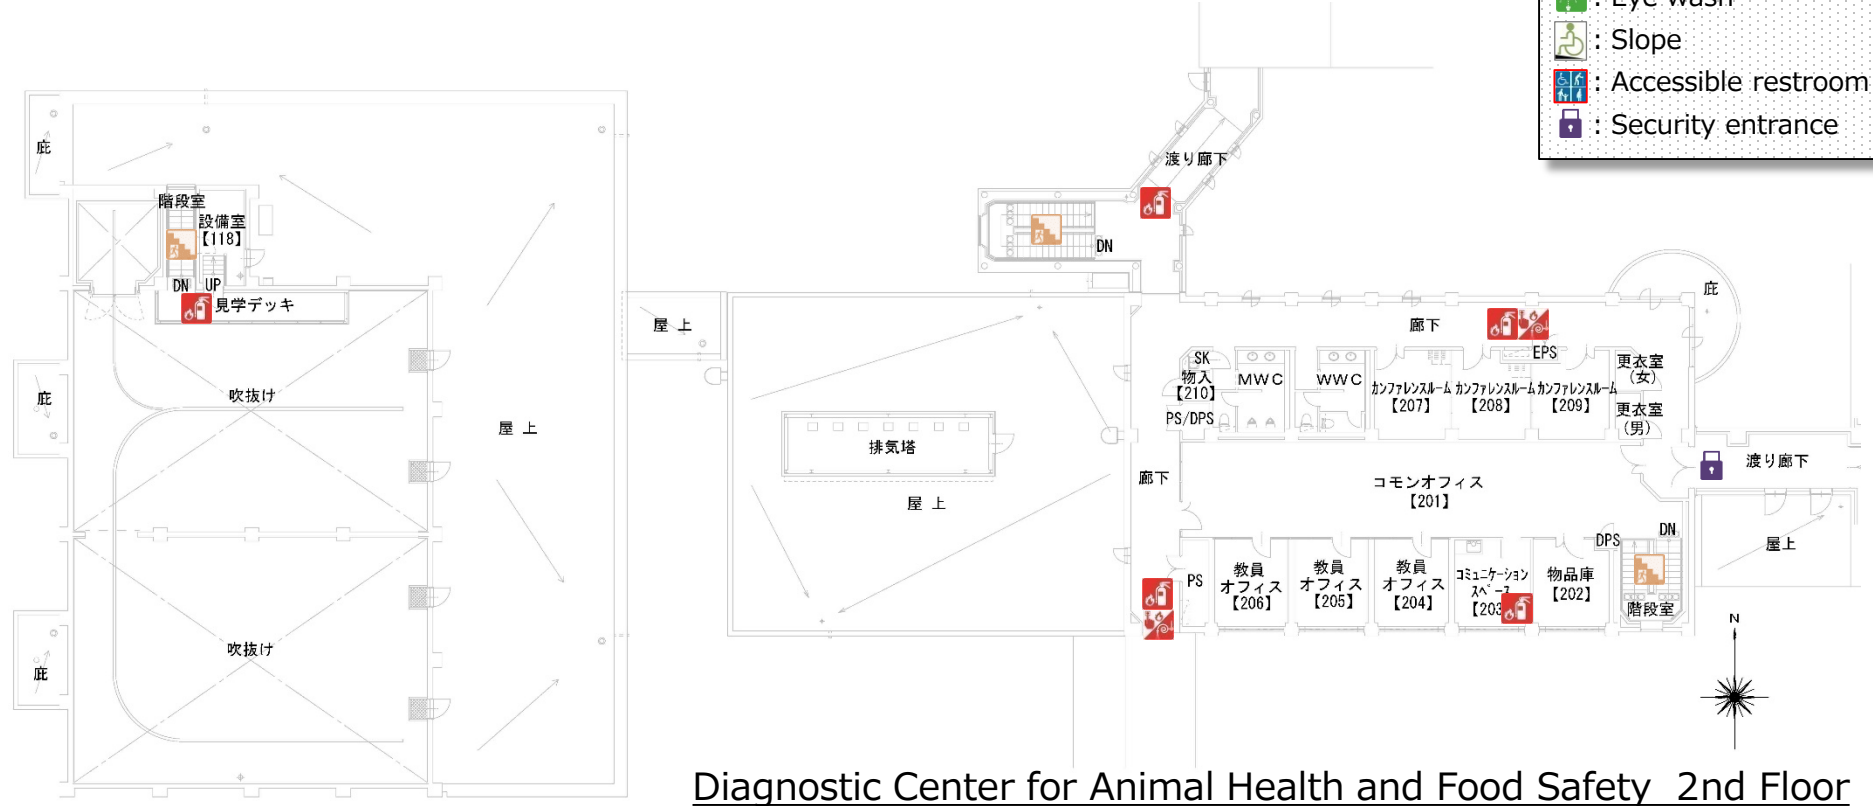 : Eye wash
: Slope
: Accessible restroom
: Security entrance
庇
階段室
設備室
【118】
DN
UP
見学デッキ
吹抜け
庇
屋上
屋上
渡り廊下
DN
廊下
庇
EPS
SK
物入
【210】
MWC
WWC
PS/DPS
カンファレンスルーム
【207】
カンファレンスルーム
【208】
カンファレンスルーム
【209】
更衣室
(女)
更衣室
(男)
排気塔
屋上
廊下
コモンオフィス
【201】
渡り廊下
屋上
PS
教員
オフィス
【206】
教員
オフィス
【205】
教員
オフィス
【204】
コミュニケーション
スペース
【203
物品庫
【202】
DPS
DN
階段室
吹抜け
庇
N
Diagnostic Center for Animal Health and Food Safety 2nd Floor